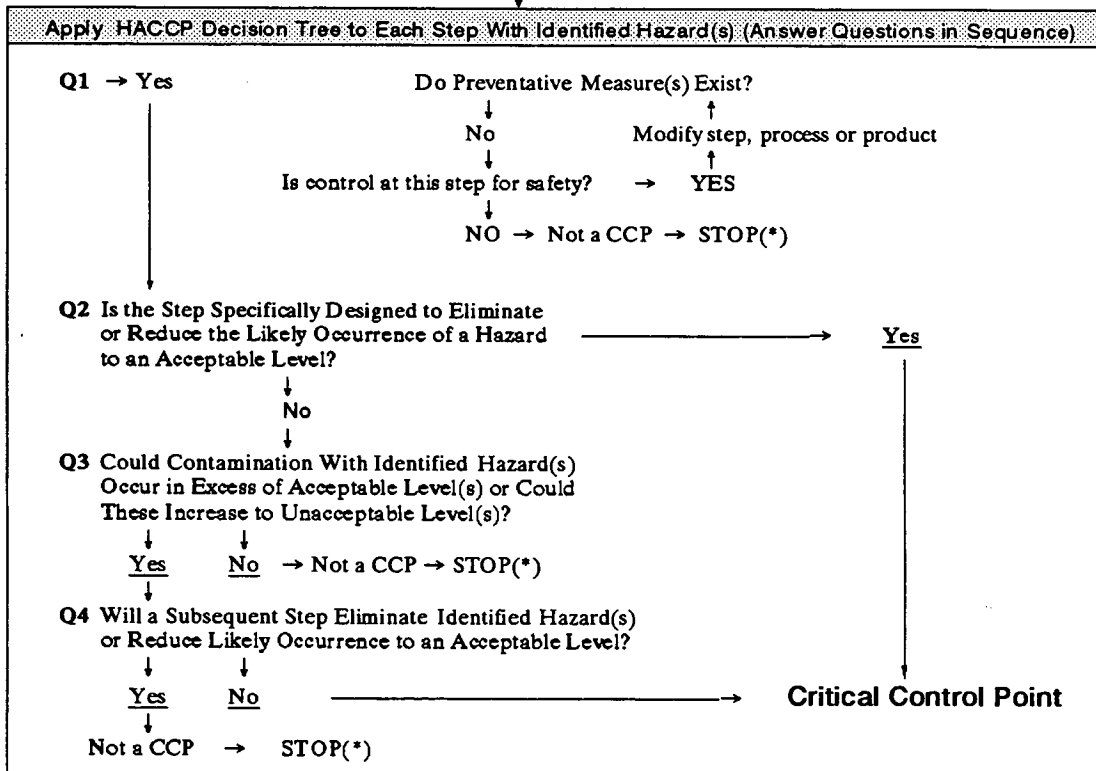 Apply HACCP Decision Tree to Each Step With Identified Hazard(s) (Answer Questions in Sequence)
Q1 → Yes Do Preventative Measure(s) Exist?
↓ ↑
No Modify step, process or product
↓ ↑
Is control at this step for safety? → YES
↓
NO → Not a CCP → STOP(*)
Q2 Is the Step Specifically Designed to Eliminate
or Reduce the Likely Occurrence of a Hazard → Yes
to an Acceptable Level?
↓
No
↓
Q3 Could Contamination With Identified Hazard(s)
Occur in Excess of Acceptable Level(s) or Could
These Increase to Unacceptable Level(s)?
↓ ↓
Yes No → Not a CCP → STOP(*)
↓
Q4 Will a Subsequent Step Eliminate Identified Hazard(s)
or Reduce Likely Occurrence to an Acceptable Level?
↓ ↓
Yes No → Critical Control Point
↓
Not a CCP → STOP(*)